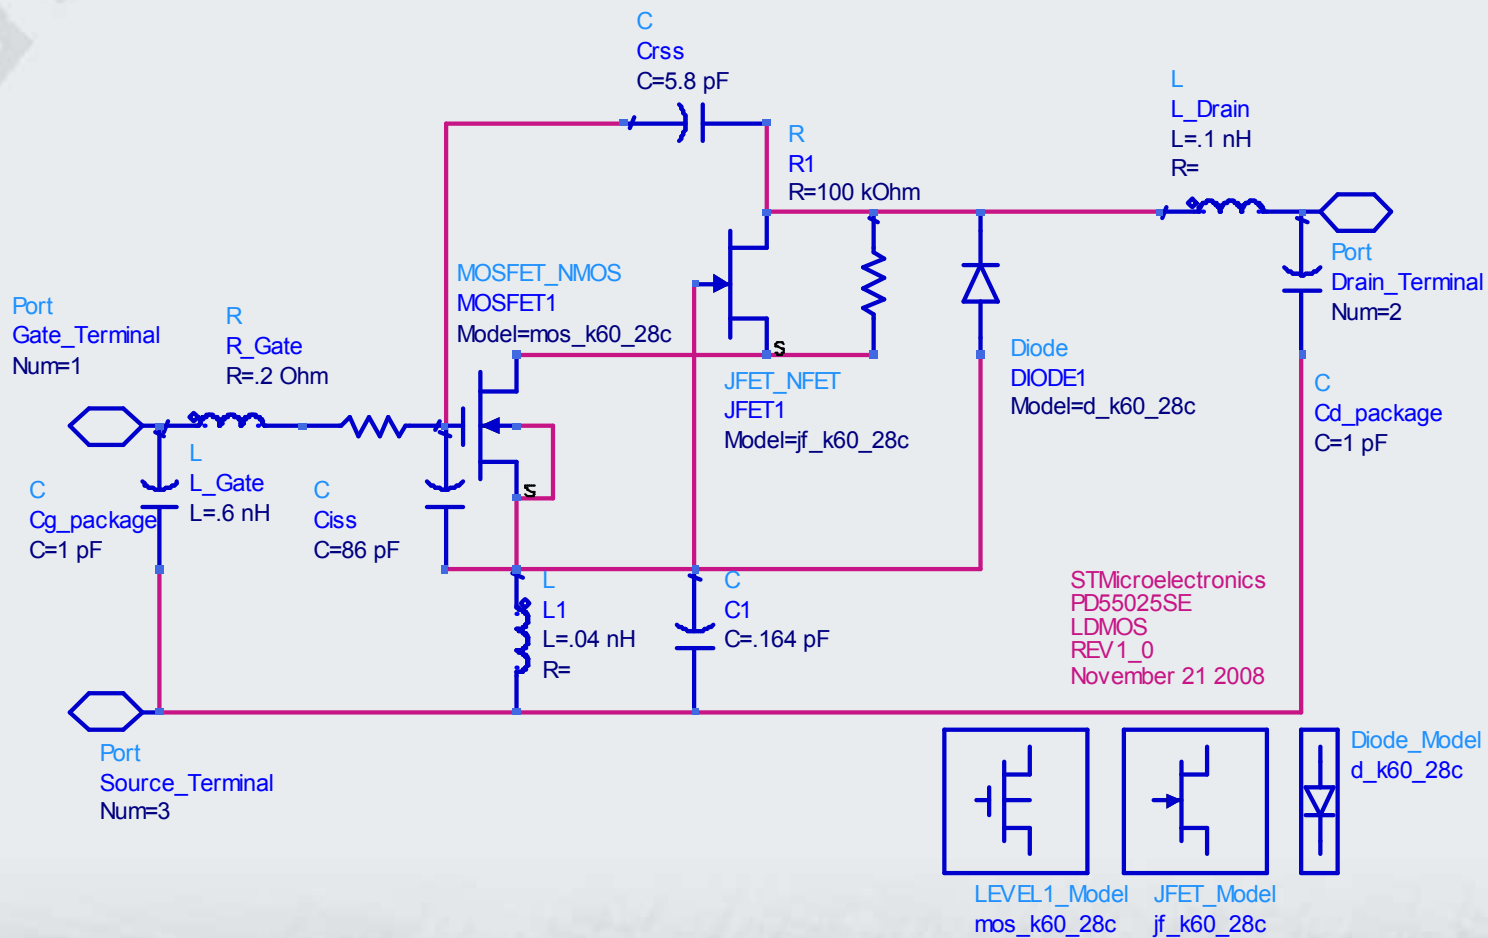 C
Crss
C=5.8 pF
L
L_Drain
L=.1 nH
R=
R
R1
R=100 kOhm
MOSFET_NMOS
MOSFET1
Model=mos_k60_28c
Port
Gate_Terminal
Num=1
R
R_Gate
R=.2 Ohm
Port
Drain_Terminal
Num=2
S
Diode
DIODE1
Model=d_k60_28c
JFET_NFET
JFET1
Model=jf_k60_28c
C
Cd_package
C=1 pF
L
L_Gate
L=.6 nH
C
Cg_package
C=1 pF
C
Ciss
C=86 pF
S
L
L1
L=.04 nH
R=
C
C1
C=.164 pF
STMicroelectronics
PD55025SE
LDMOS
REV1_0
November 21 2008
Port
Source_Terminal
Num=3
Diode_Model
d_k60_28c
LEVEL1_Model
mos_k60_28c
JFET_Model
jf_k60_28c